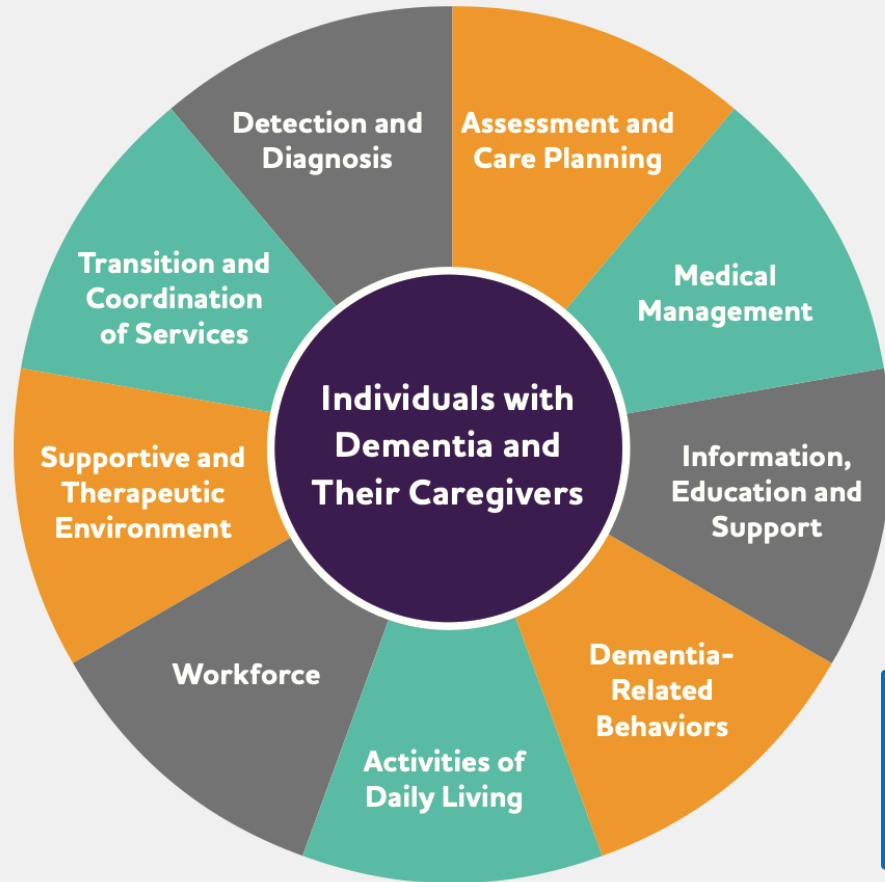 Detection and
Diagnosis
Assessment and
Care Planning
Medical
Management
Information,
Education and
Support
Dementia-
Related
Behaviors
Activities of
Daily Living
Workforce
Supportive and
Therapeutic
Environment
Transition and
Coordination
of Services
Individuals with
Dementia and
Their Caregivers